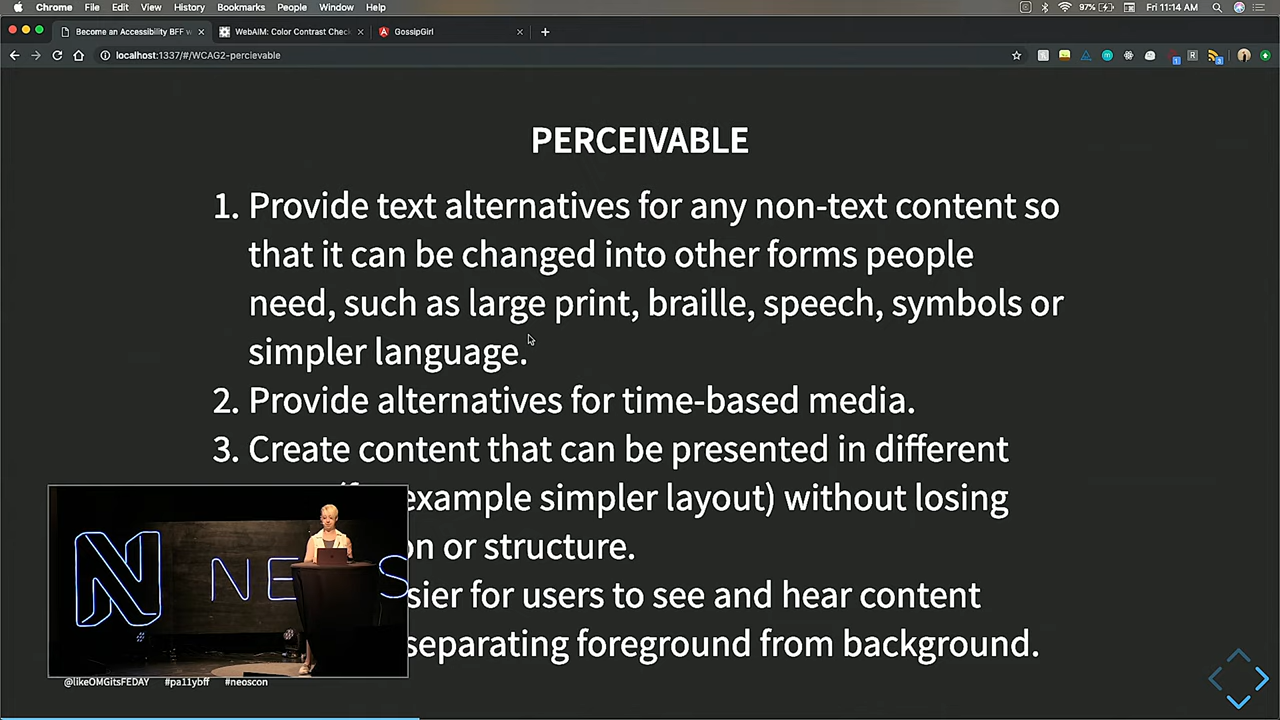 Chrome File Edit View History Bookmarks People Window Help 97% Fri 11:14 AM
Become an Accessibility BFF w WebAIM: Color Contrast Chec GossipGirl
localhost:1337/#/WCAG2-percievable
PERCEIVABLE
1. Provide text alternatives for any non-text content so
that it can be changed into other forms people
need, such as large print, braille, speech, symbols or
simpler language.
2. Provide alternatives for time-based media.
3. Create content that can be presented in different
example simpler layout) without losing
on or structure.
sier for users to see and hear content
separating foreground from background.
N NE S
@likeOMGitsFEDAY #pa11ybff #neoscon